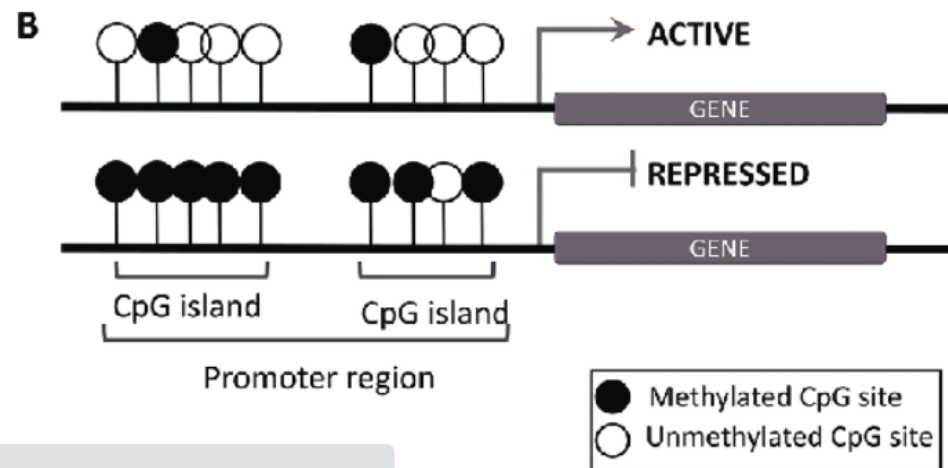 B
ACTIVE
GENE
REPRESSED
GENE
CpG island
CpG island
Promoter region
Methylated CpG site
Unmethylated CpG site